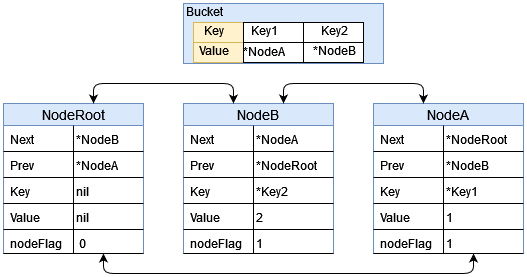 Bucket
Key Key1 Key2
Value *NodeA *NodeB
NodeRoot NodeB NodeA
Next *NodeB Next *NodeA Next *NodeRoot
Prev *NodeA Prev *NodeRoot Prev *NodeB
Key nil Key *Key2 Key *Key1
Value nil Value 2 Value 1
nodeFlag 0 nodeFlag 1 nodeFlag 1